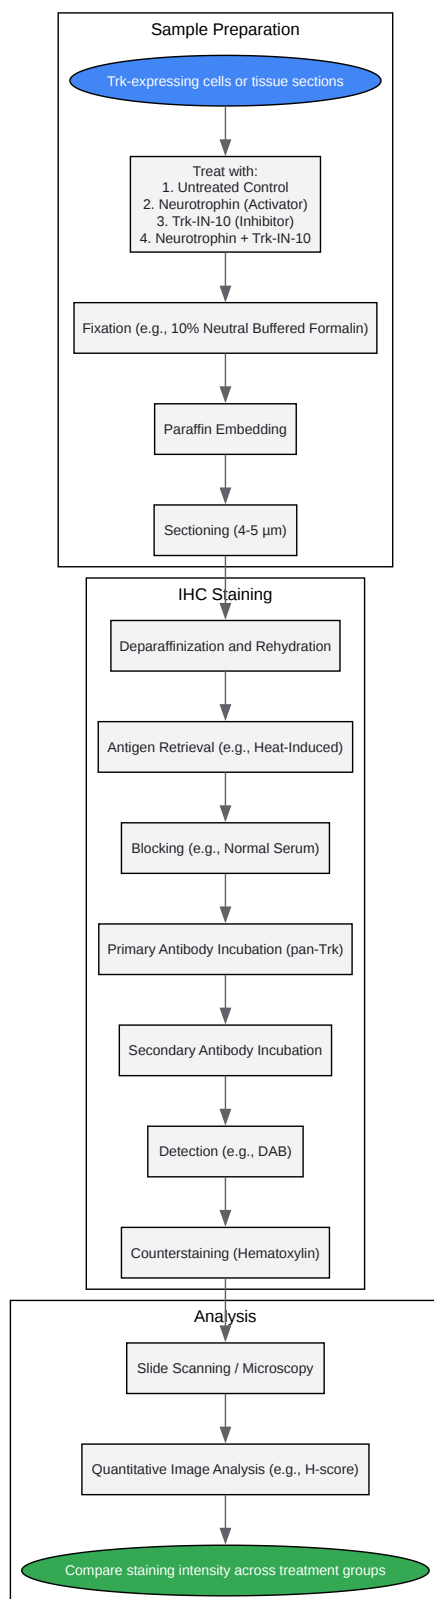 Sample Preparation
Trk-expressing cells or tissue sections
Treat with:
1. Untreated Control
2. Neurotrophin (Activator)
3. Trk-IN-10 (Inhibitor)
4. Neurotrophin + Trk-IN-10
Fixation (e.g., 10% Neutral Buffered Formalin)
Paraffin Embedding
Sectioning (4-5 µm)
IHC Staining
Deparaffinization and Rehydration
Antigen Retrieval (e.g., Heat-Induced)
Blocking (e.g., Normal Serum)
Primary Antibody Incubation (pan-Trk)
Secondary Antibody Incubation
Detection (e.g., DAB)
Counterstaining (Hematoxylin)
Analysis
Slide Scanning / Microscopy
Quantitative Image Analysis (e.g., H-score)
Compare staining intensity across treatment groups